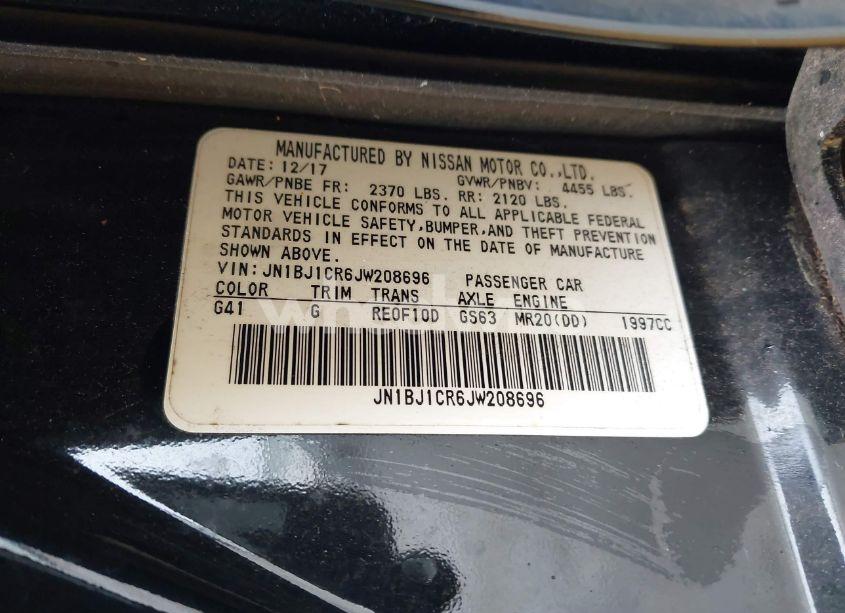 MANUFACTURED BY NISSAN MOTOR CO.,LTD.
DATE: 12/17 GVWR/PNBV: 4455 LBS.
GAWR/PNBE FR: 2370 LBS. RR: 2120 LBS.
THIS VEHICLE CONFORMS TO ALL APPLICABLE FEDERAL
MOTOR VEHICLE SAFETY,BUMPER,AND THEFT PREVENTION
STANDARDS IN EFFECT ON THE DATE OF MANUFACTURE
SHOWN ABOVE.
VIN:JN1BJ1CR6JW208696 PASSENGER CAR
COLOR TRIM TRANS AXLE ENGINE
G41 G RE0F10D GS63 MR20(DD) 1997CC
JN1BJ1CR6JW208696